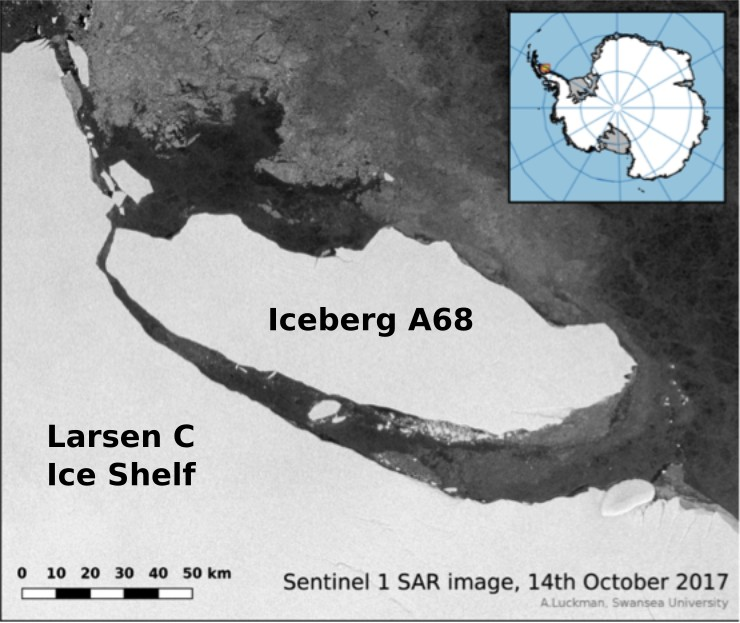 Iceberg A68
Larsen C
Ice Shelf
0 10 20 30 40 50 km
Sentinel 1 SAR image, 14th October 2017
A.Luckman, Swansea University